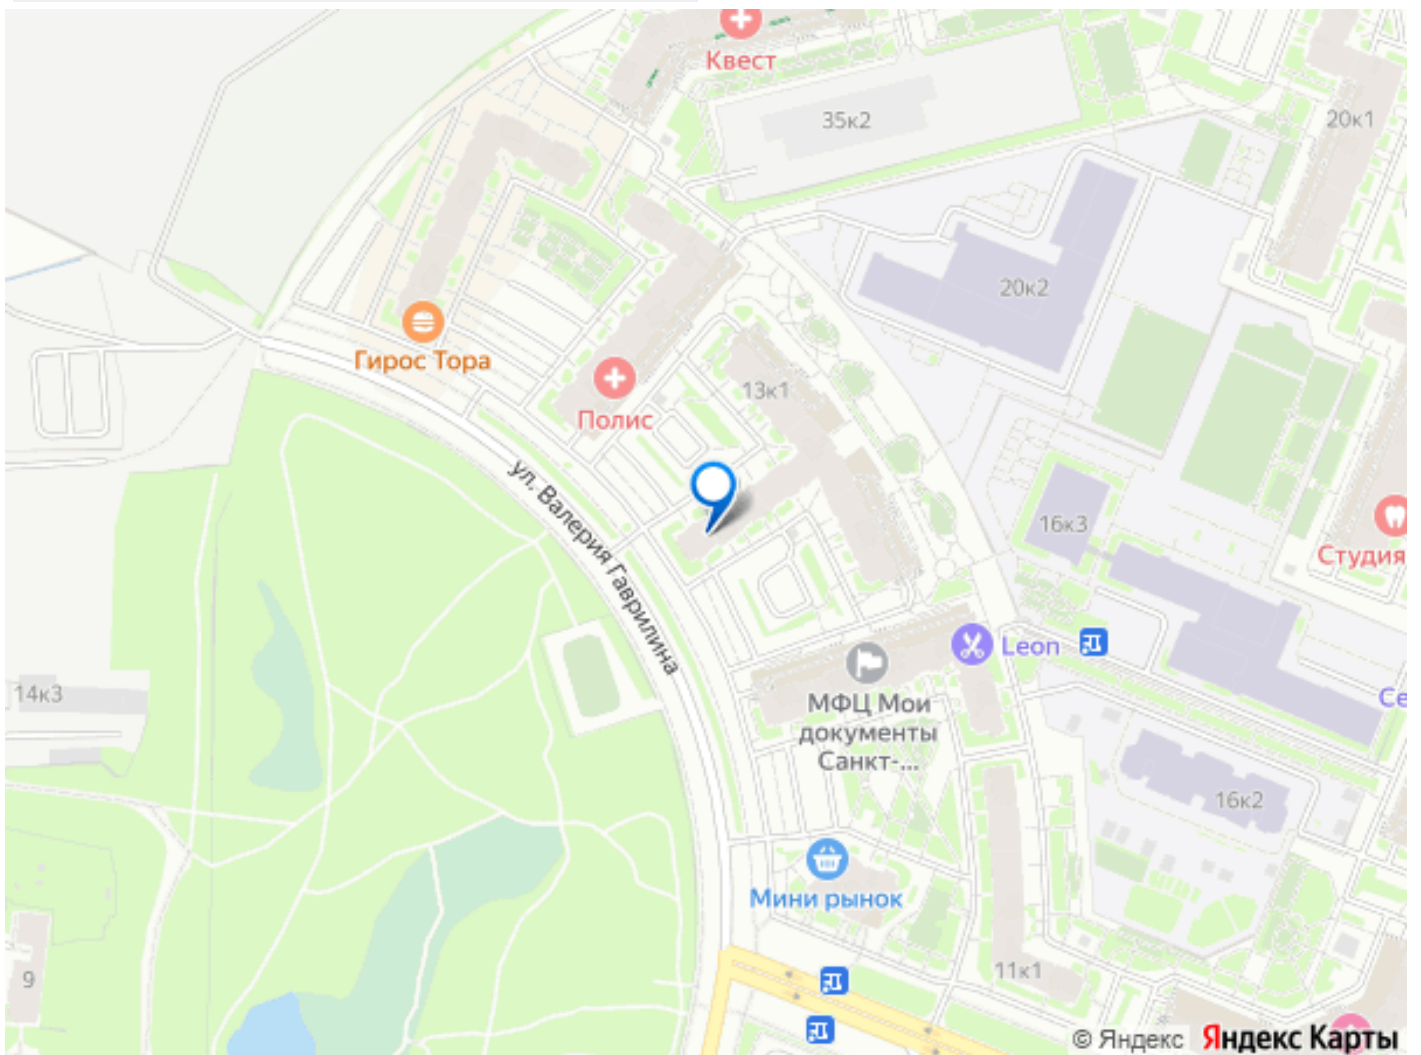 Квест
35к2
20к1
20к2
Гирос Тора
13к1
Полис
ул. Валерия Гаврилина
16к3
Студия
Leon
14к3
МФЦ Мои
документы
Санкт-...
Се
16к2
Мини рынок
9
11к1
© Яндекс Яндекс Карты